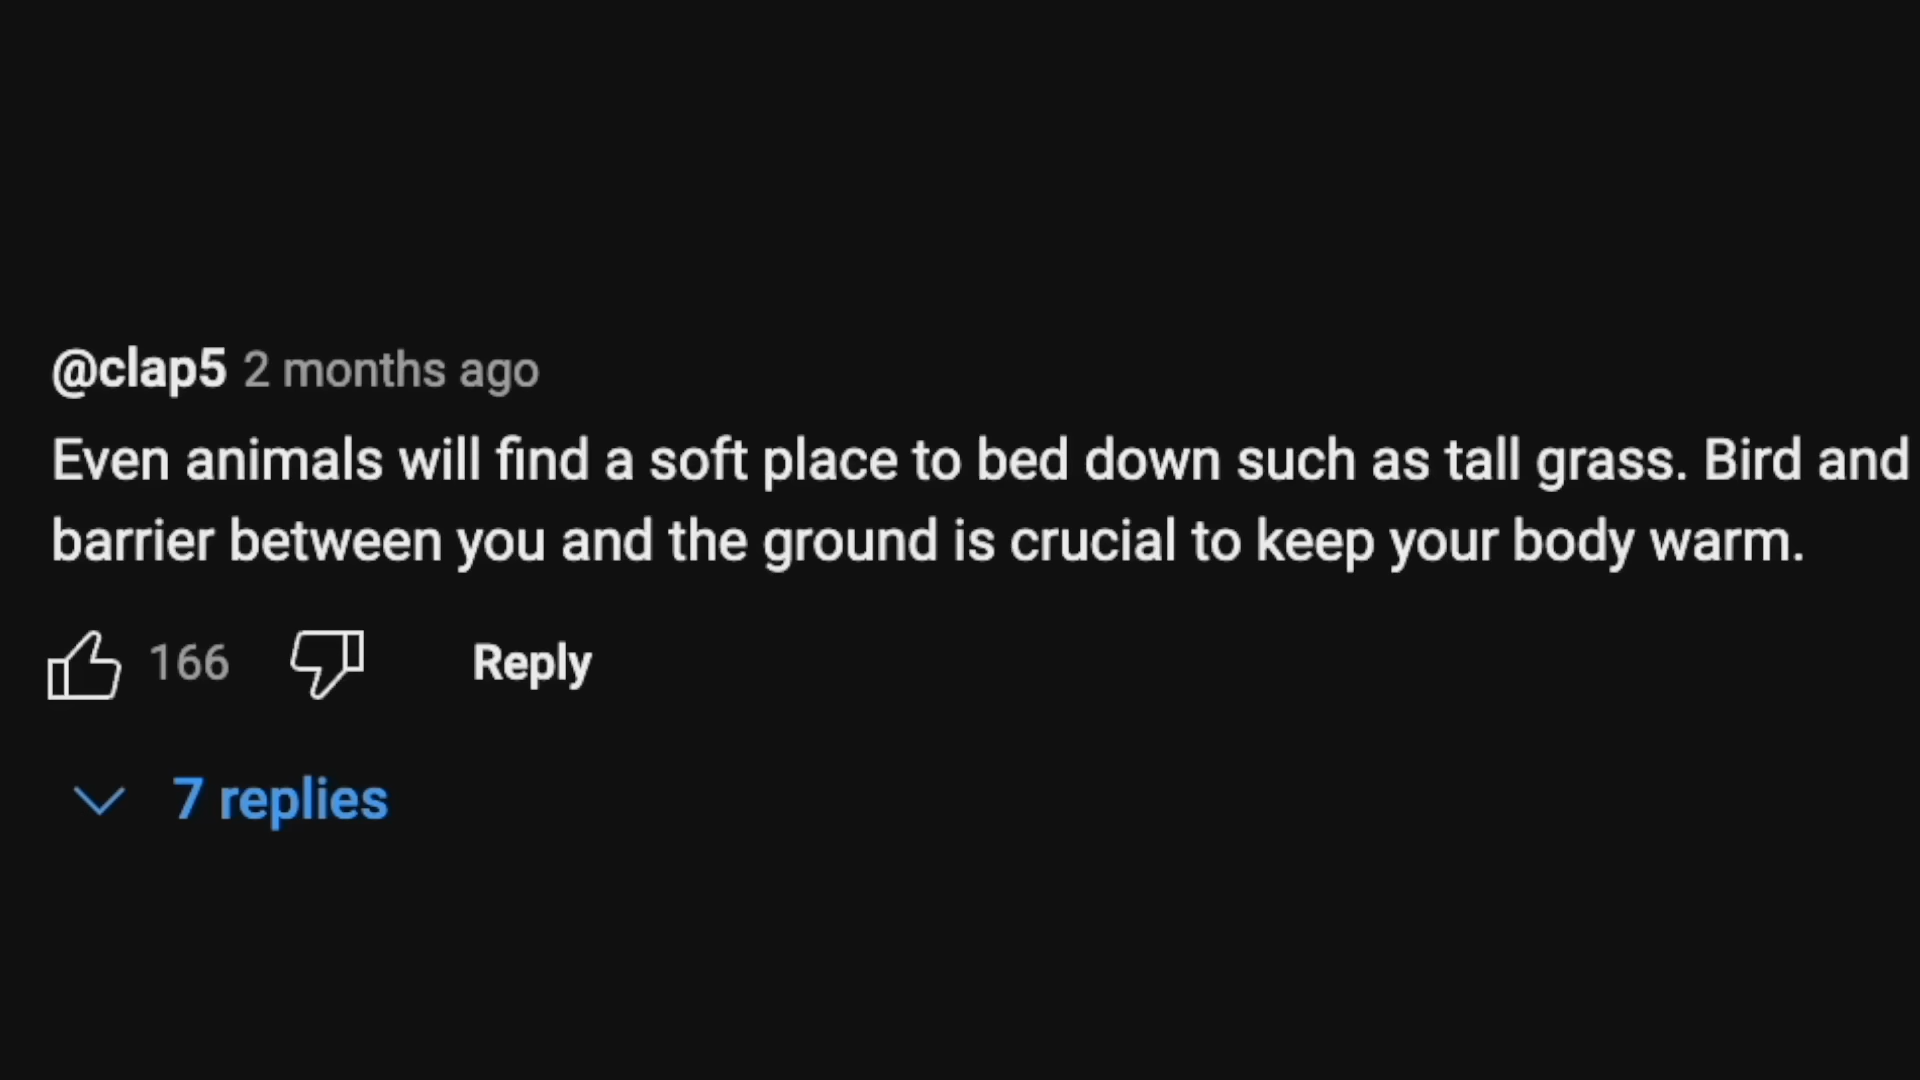 @clap5 2 months ago
Even animals will find a soft place to bed down such as tall grass. Bird and
barrier between you and the ground is crucial to keep your body warm.
166 Reply
7 replies